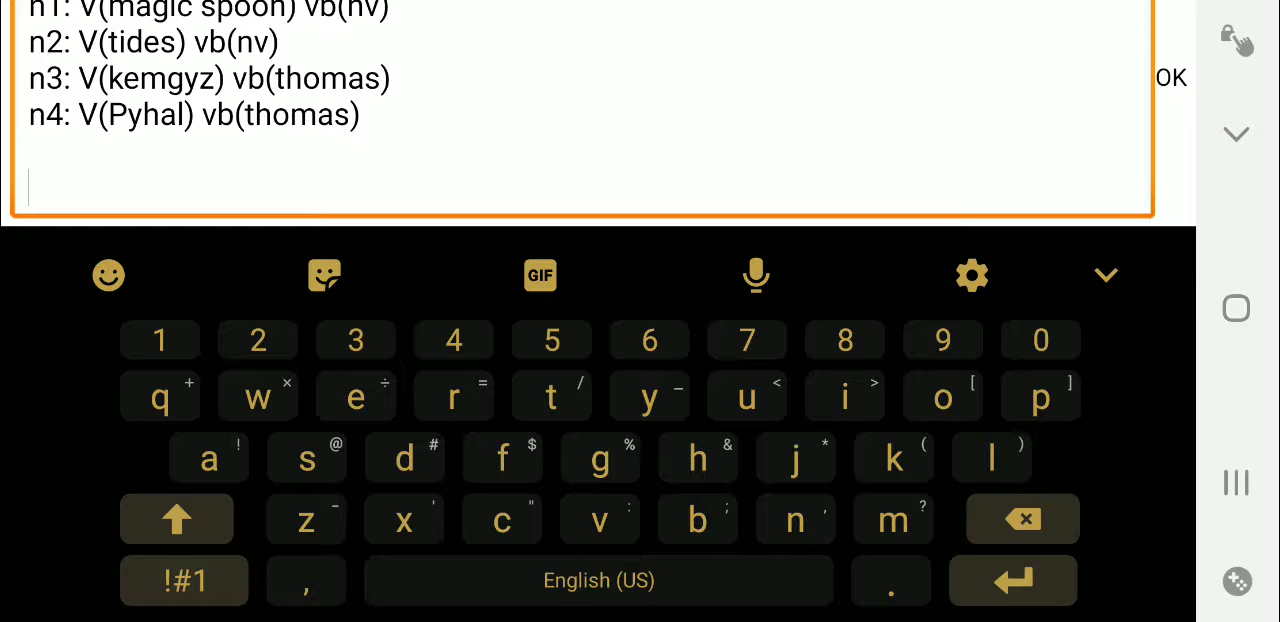 n1: V(magic spoon) vb(nv)
n2: V(tides) vb(nv)
n3: V(kemgyz) vb(thomas)
n4: V(Pyhal) vb(thomas)
OK
GIF
1 2 3 4 5 6 7 8 9 0
q + w × e ÷ r = t / y _ u < i > o [ p ]
a ! s @ d # f $ g % h & j * k ( l )
z - x ' c " v : b ; n , m ?
!#1 , English (US) .